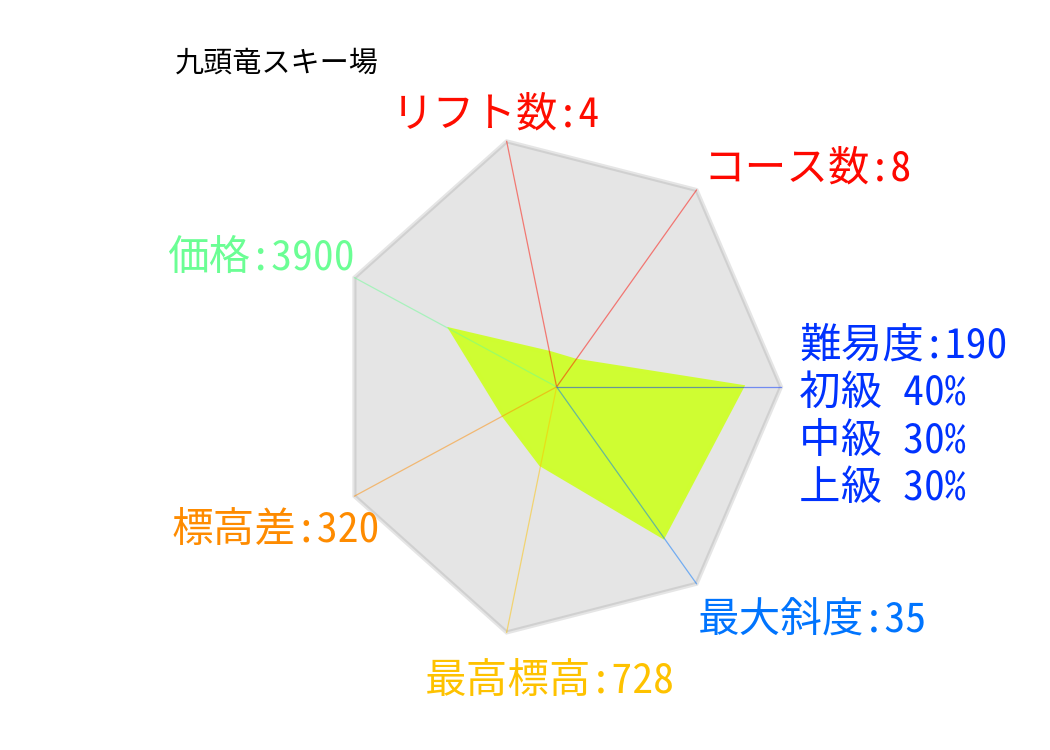 九頭竜スキー場
リフト数:4
コース数:8
価格:3900
難易度:190
初級 40%
中級 30%
上級 30%
標高差:320
最大斜度:35
最高標高:728